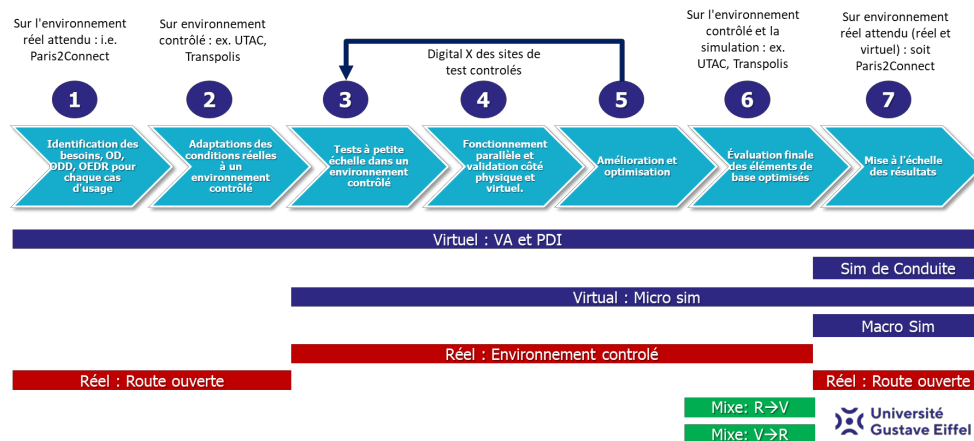 Sur l'environnement
réel attendu : i.e.
Paris2Connect
Sur environnement
contrôlé : ex. UTAC,
Transpolis
Digital X des sites de
test controlés
Sur l'environnement
contrôlé et la
simulation : ex.
UTAC, Transpolis
Sur environnement
réel attendu (réel et
virtuel) : soit
Paris2Connect
1
2
3
4
5
6
7
Identification des
besoins, OD,
ODD, OEDR pour
chaque cas
d'usage
Adaptations des
conditions réelles
à un
environnement
contrôlé
Tests à petite
échelle dans un
environnement
contrôlé
Fonctionnement
parallèle et
validation côté
physique et
virtuel.
Amélioration et
optimisation
Évaluation finale
des éléments de
base optimisés
Mise à l'échelle
des résultats
Virtuel : VA et PDI
Sim de Conduite
Virtual : Micro sim
Macro Sim
Réel : Environnement controlé
Réel : Route ouverte
Réel : Route ouverte
Mixe: R→V
Mixe: V→R
Université
Gustave Eiffel